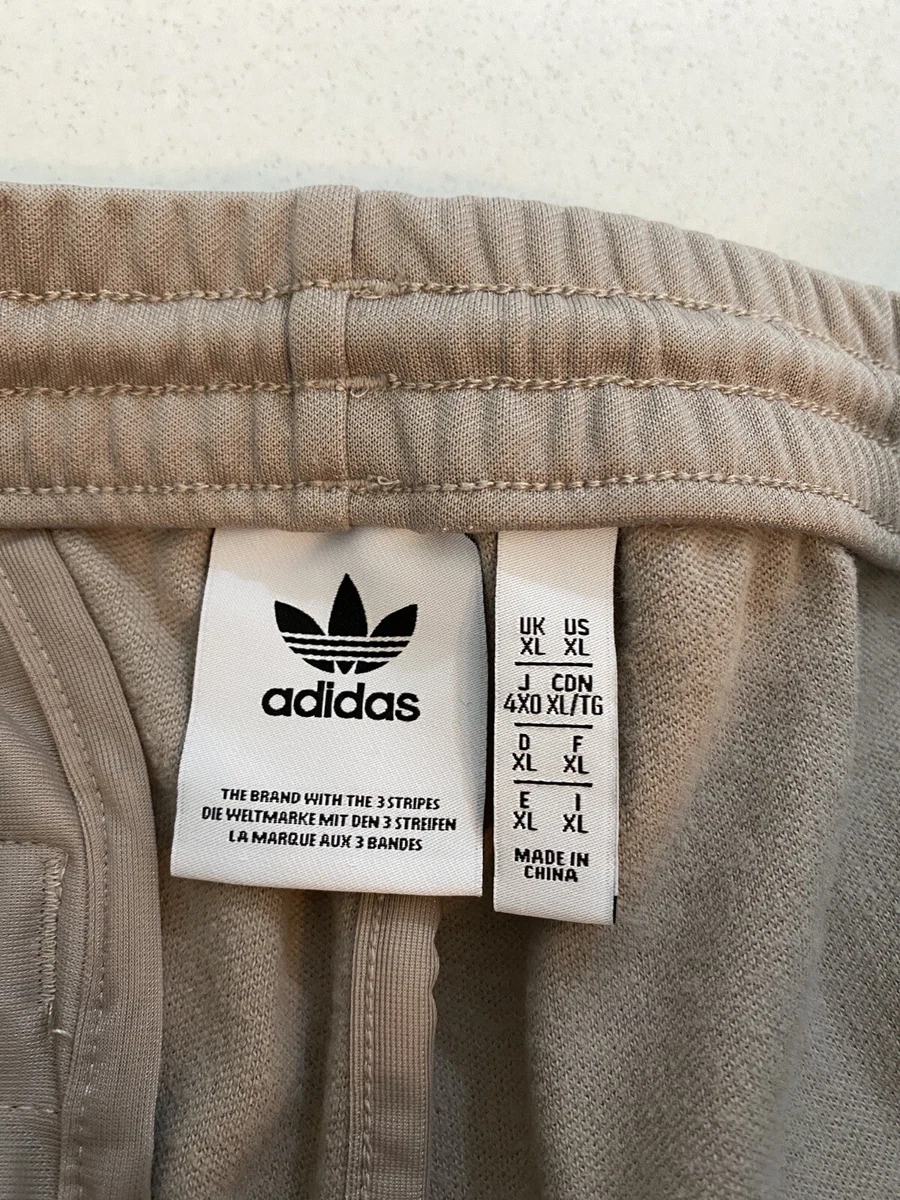 adidas
THE BRAND WITH THE 3 STRIPES
DIE WELTMARKE MIT DEN 3 STREIFEN
LA MARQUE AUX 3 BANDES
UK US
XL XL
J CDN
4XO XL/TG
D F
XL XL
E I
XL XL
MADE IN
CHINA